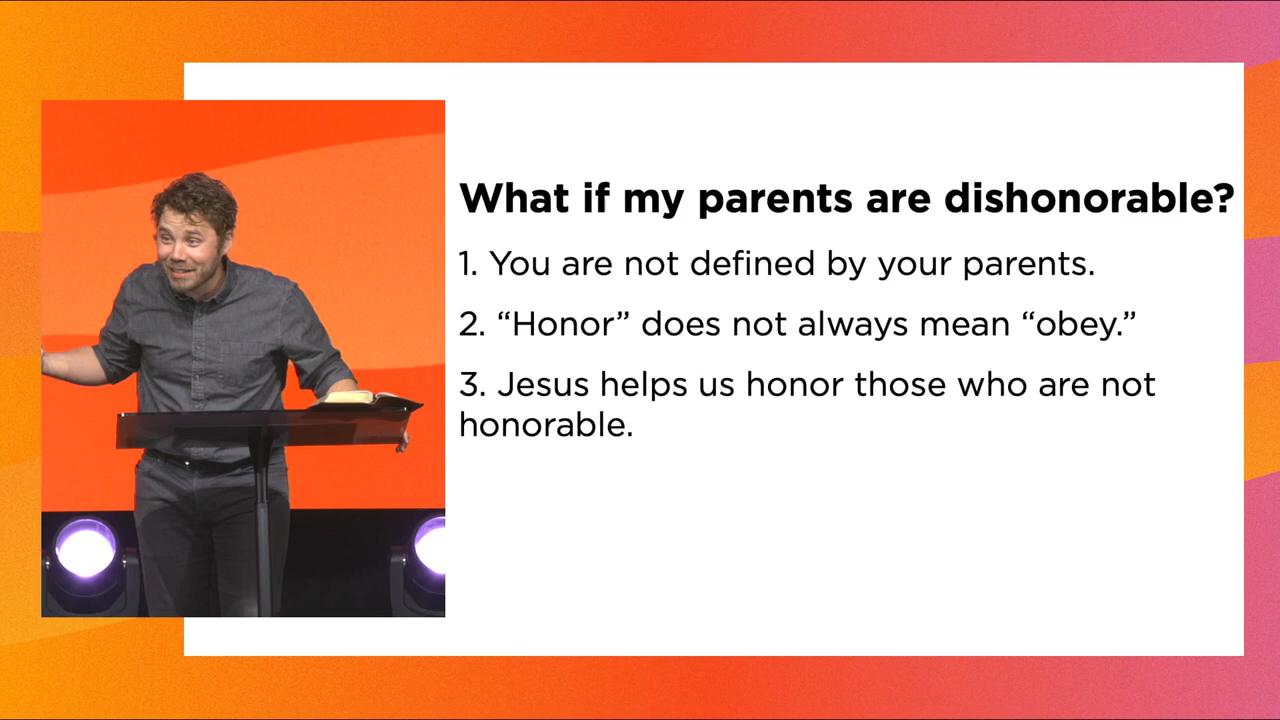 What if my parents are dishonorable?
1. You are not defined by your parents.
2. “Honor” does not always mean “obey.”
3. Jesus helps us honor those who are not
honorable.